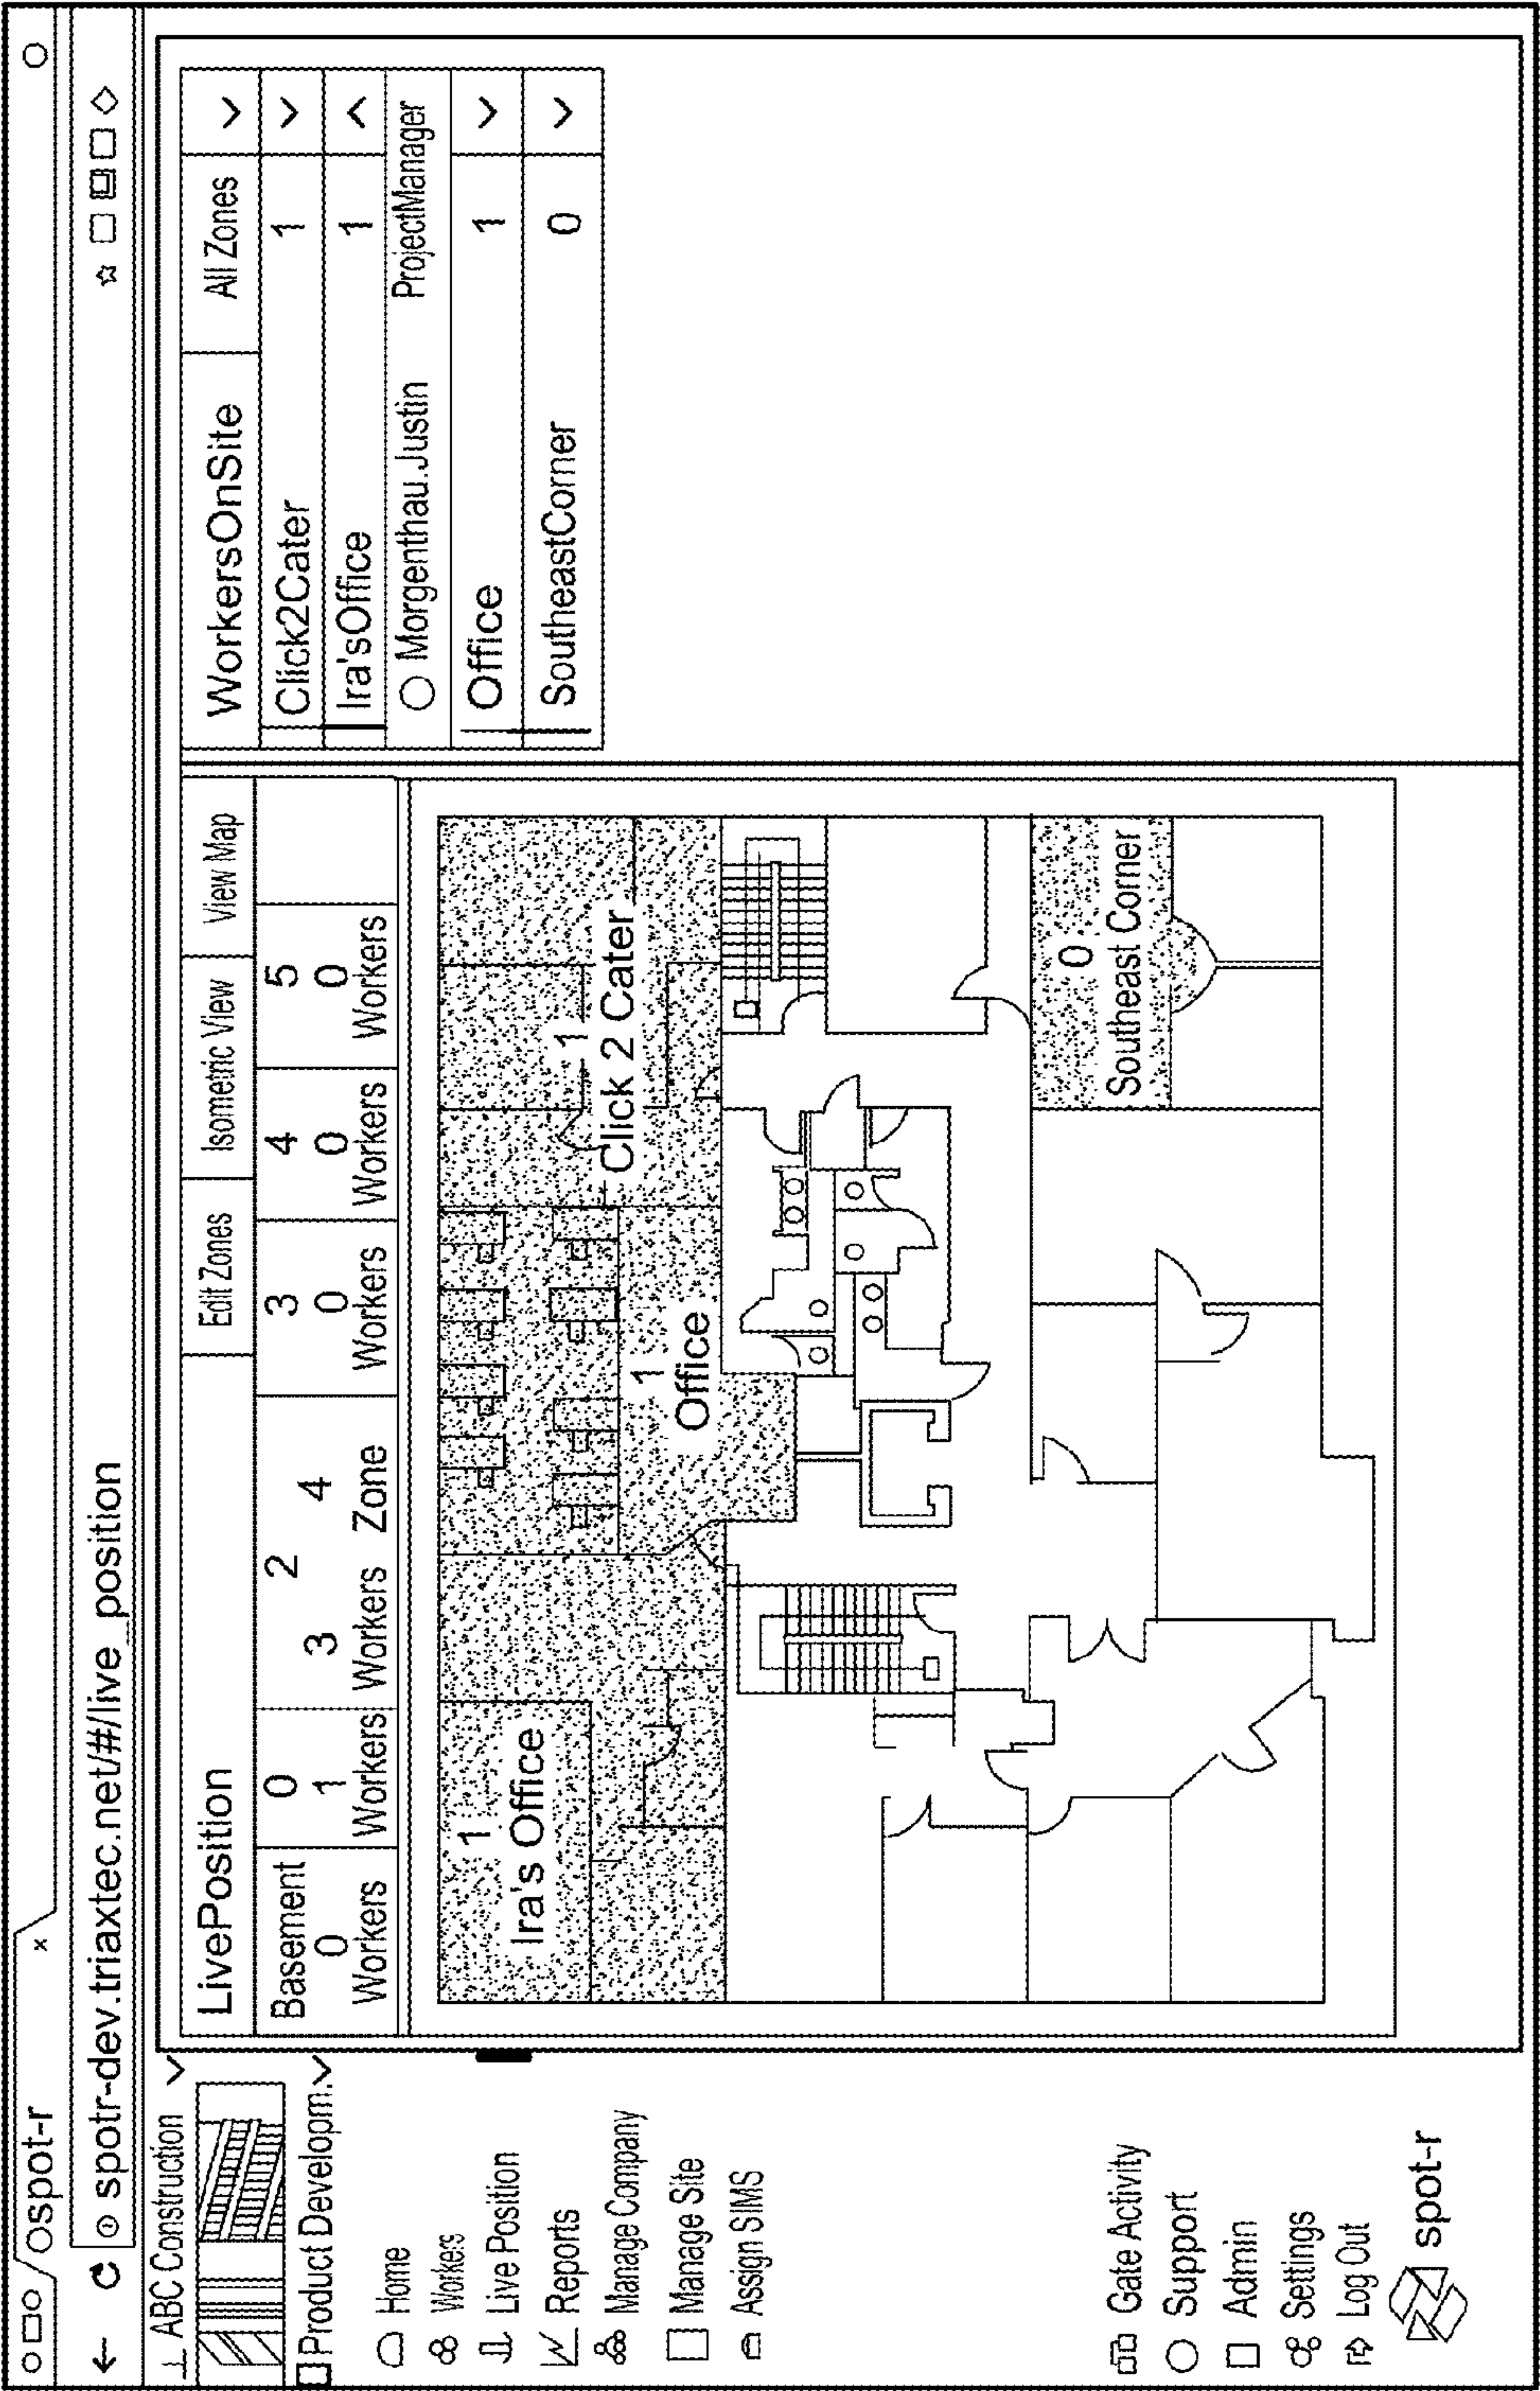 spot-r
spotr-dev.triaxtec.net/#/live_position
ABC Construction
Product Developm.
Home
Workers
Live Position
Reports
Manage Company
Manage Site
Assign SIMS
Gate Activity
Support
Admin
Settings
Log Out
spot-r
LivePosition Edit Zones Isometric View View Map
Basement 0 2 3 4 5
0 1 3 4 0 0 0
Workers Workers Workers Zone Workers Workers Workers
1
Ira's Office
1
Office
1
Click 2 Cater
0
Southeast Corner
WorkersOnSite All Zones
Click2Cater 1
Ira'sOffice 1
Morgenthau.Justin ProjectManager
Office 1
SoutheastCorner 0